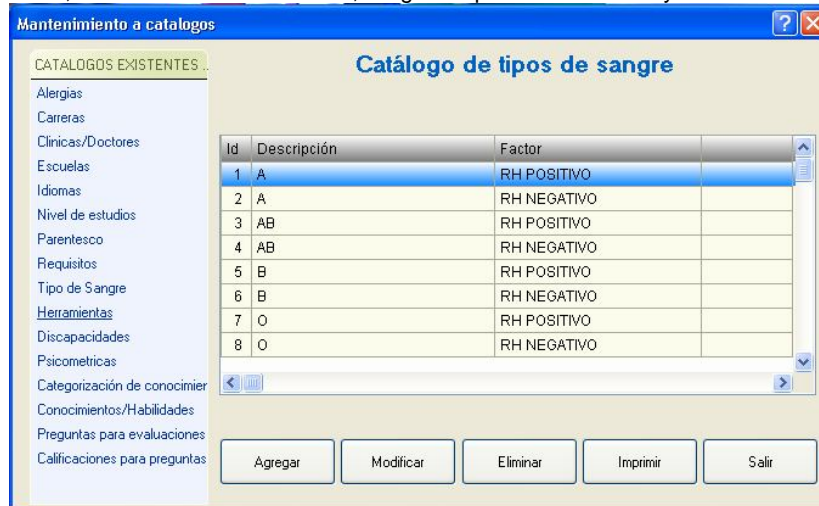 Mantenimiento a catalogos
CATALOGOS EXISTENTES ..
Alergias
Carreras
Clinicas/Doctores
Escuelas
Idiomas
Nivel de estudios
Parentesco
Requisitos
Tipo de Sangre
Herramientas
Discapacidades
Psicometricas
Categorización de conocimier
Conocimientos/Habilidades
Preguntas para evaluaciones
Calificaciones para preguntas
Catálogo de tipos de sangre
Id Descripción Factor
1 A RH POSITIVO
2 A RH NEGATIVO
3 AB RH POSITIVO
4 AB RH NEGATIVO
5 B RH POSITIVO
6 B RH NEGATIVO
7 O RH POSITIVO
8 O RH NEGATIVO
Agregar Modificar Eliminar Imprimir Salir